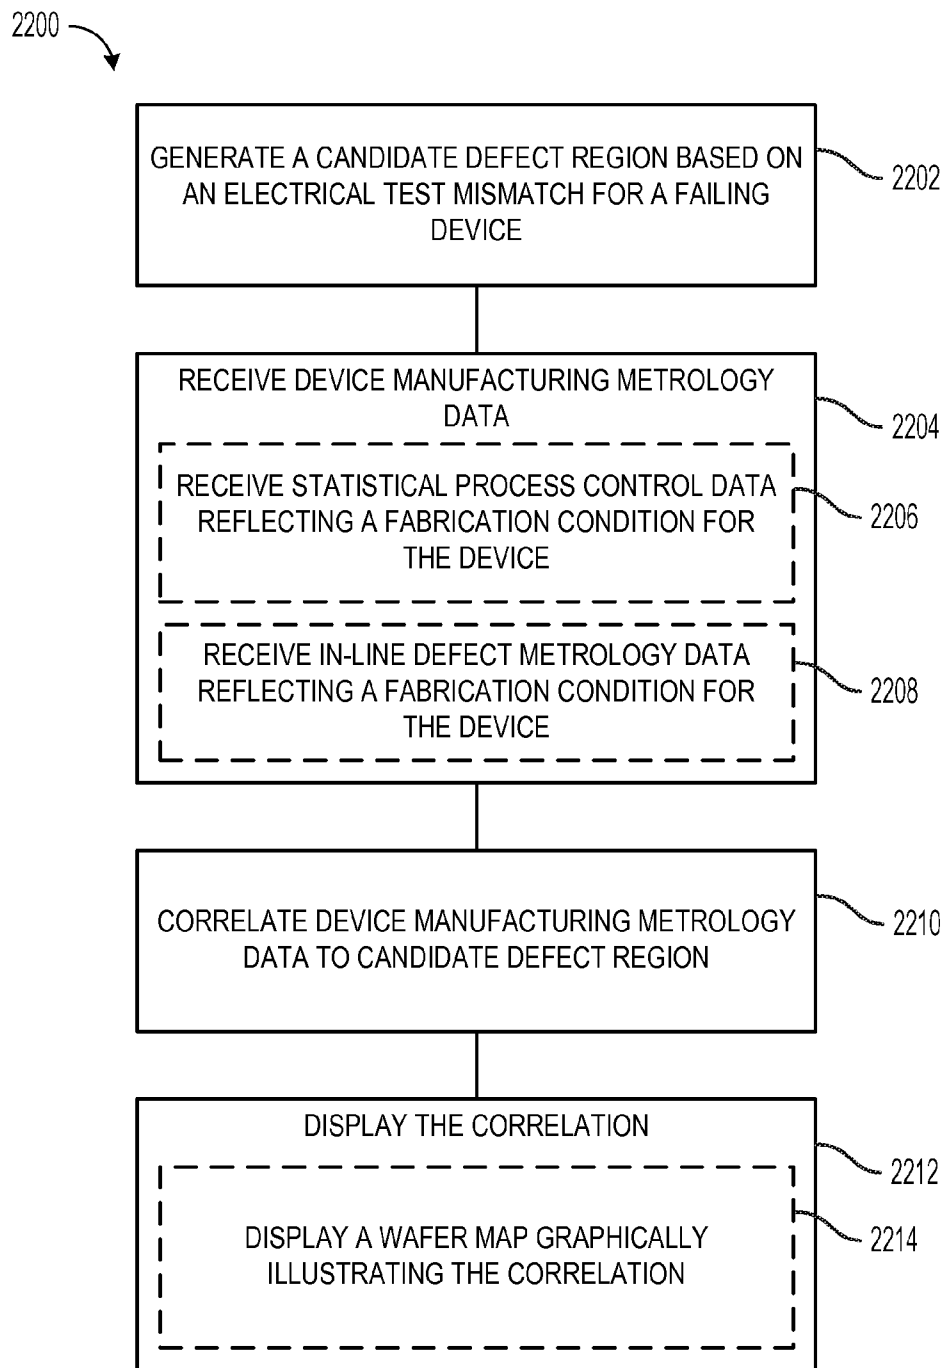 2200
GENERATE A CANDIDATE DEFECT REGION BASED ON
AN ELECTRICAL TEST MISMATCH FOR A FAILING
DEVICE
2202
RECEIVE DEVICE MANUFACTURING METROLOGY
DATA
2204
RECEIVE STATISTICAL PROCESS CONTROL DATA
REFLECTING A FABRICATION CONDITION FOR
THE DEVICE
2206
RECEIVE IN-LINE DEFECT METROLOGY DATA
REFLECTING A FABRICATION CONDITION FOR
THE DEVICE
2208
CORRELATE DEVICE MANUFACTURING METROLOGY
DATA TO CANDIDATE DEFECT REGION
2210
DISPLAY THE CORRELATION
2212
DISPLAY A WAFER MAP GRAPHICALLY
ILLUSTRATING THE CORRELATION
2214